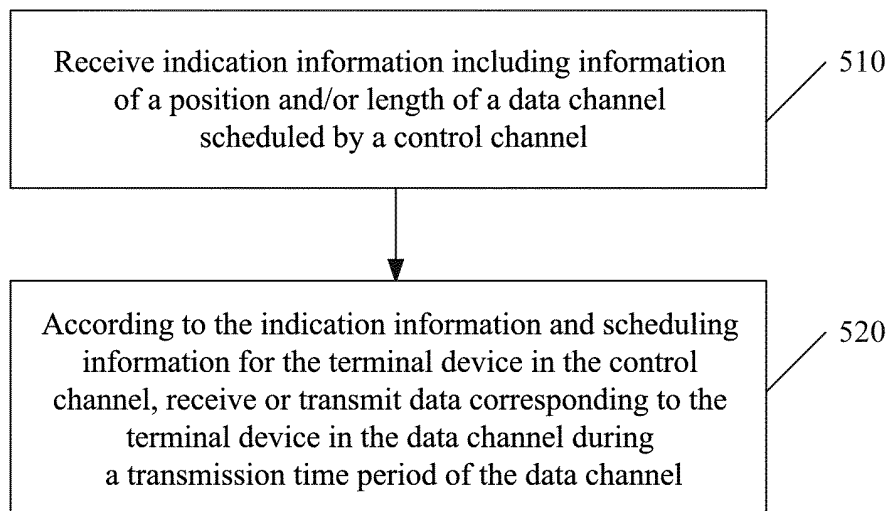 Receive indication information including information
of a position and/or length of a data channel
scheduled by a control channel
510
According to the indication information and scheduling
information for the terminal device in the control
channel, receive or transmit data corresponding to the
terminal device in the data channel during
a transmission time period of the data channel
520